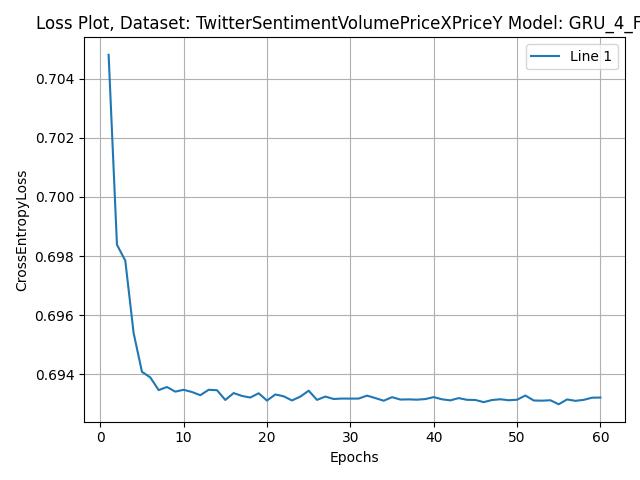 Loss Plot, Dataset: TwitterSentimentVolumePriceXPriceY Model: GRU_4_F
Line 1
CrossEntropyLoss
0.704
0.702
0.700
0.698
0.696
0.694
0 10 20 30 40 50 60
Epochs